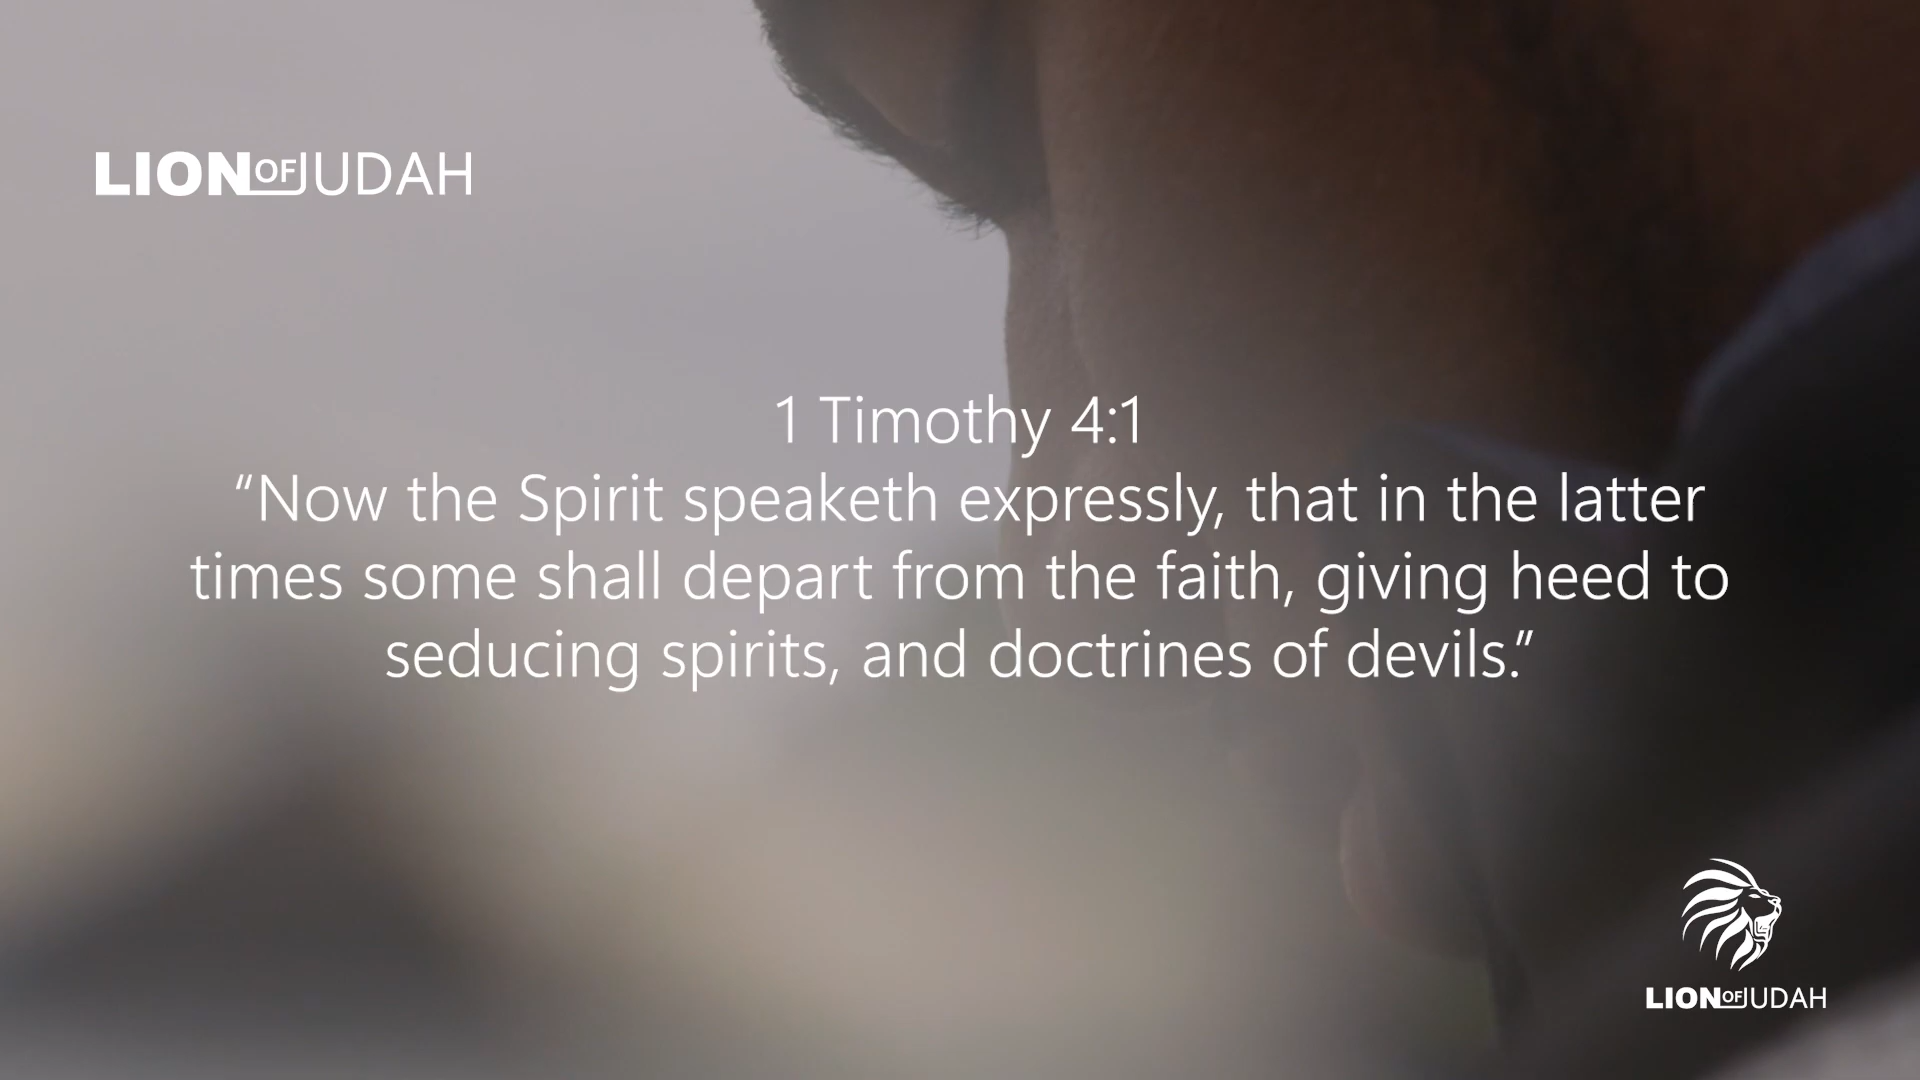 LION OF JUDAH
1 Timothy 4:1
“Now the Spirit speaketh expressly, that in the latter
times some shall depart from the faith, giving heed to
seducing spirits, and doctrines of devils.”
LION OF JUDAH